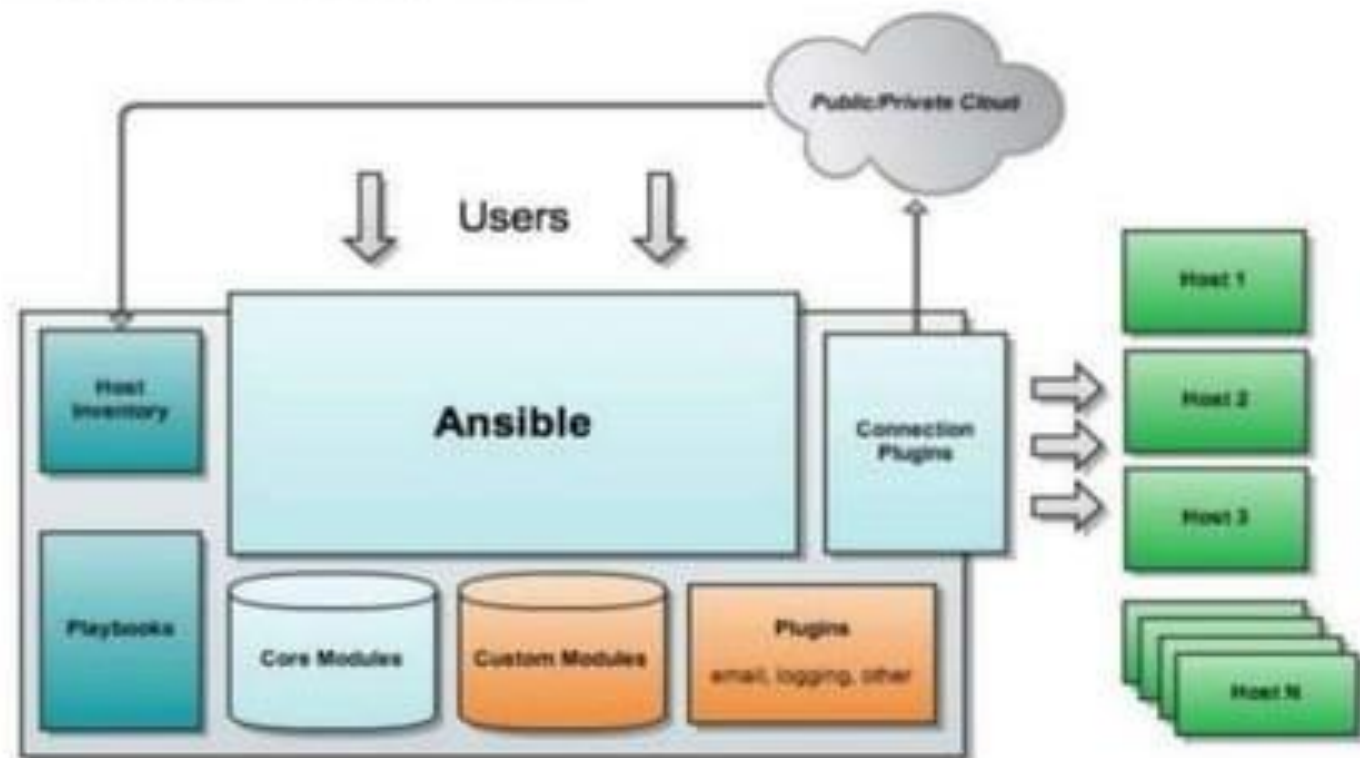 Public/Private Cloud
Users
Host 1
Host
Inventory
Ansible
Connection
Plugins
Host 2
Host 3
Playbooks
Core Modules
Custom Modules
Plugins
email, logging, other
Host N